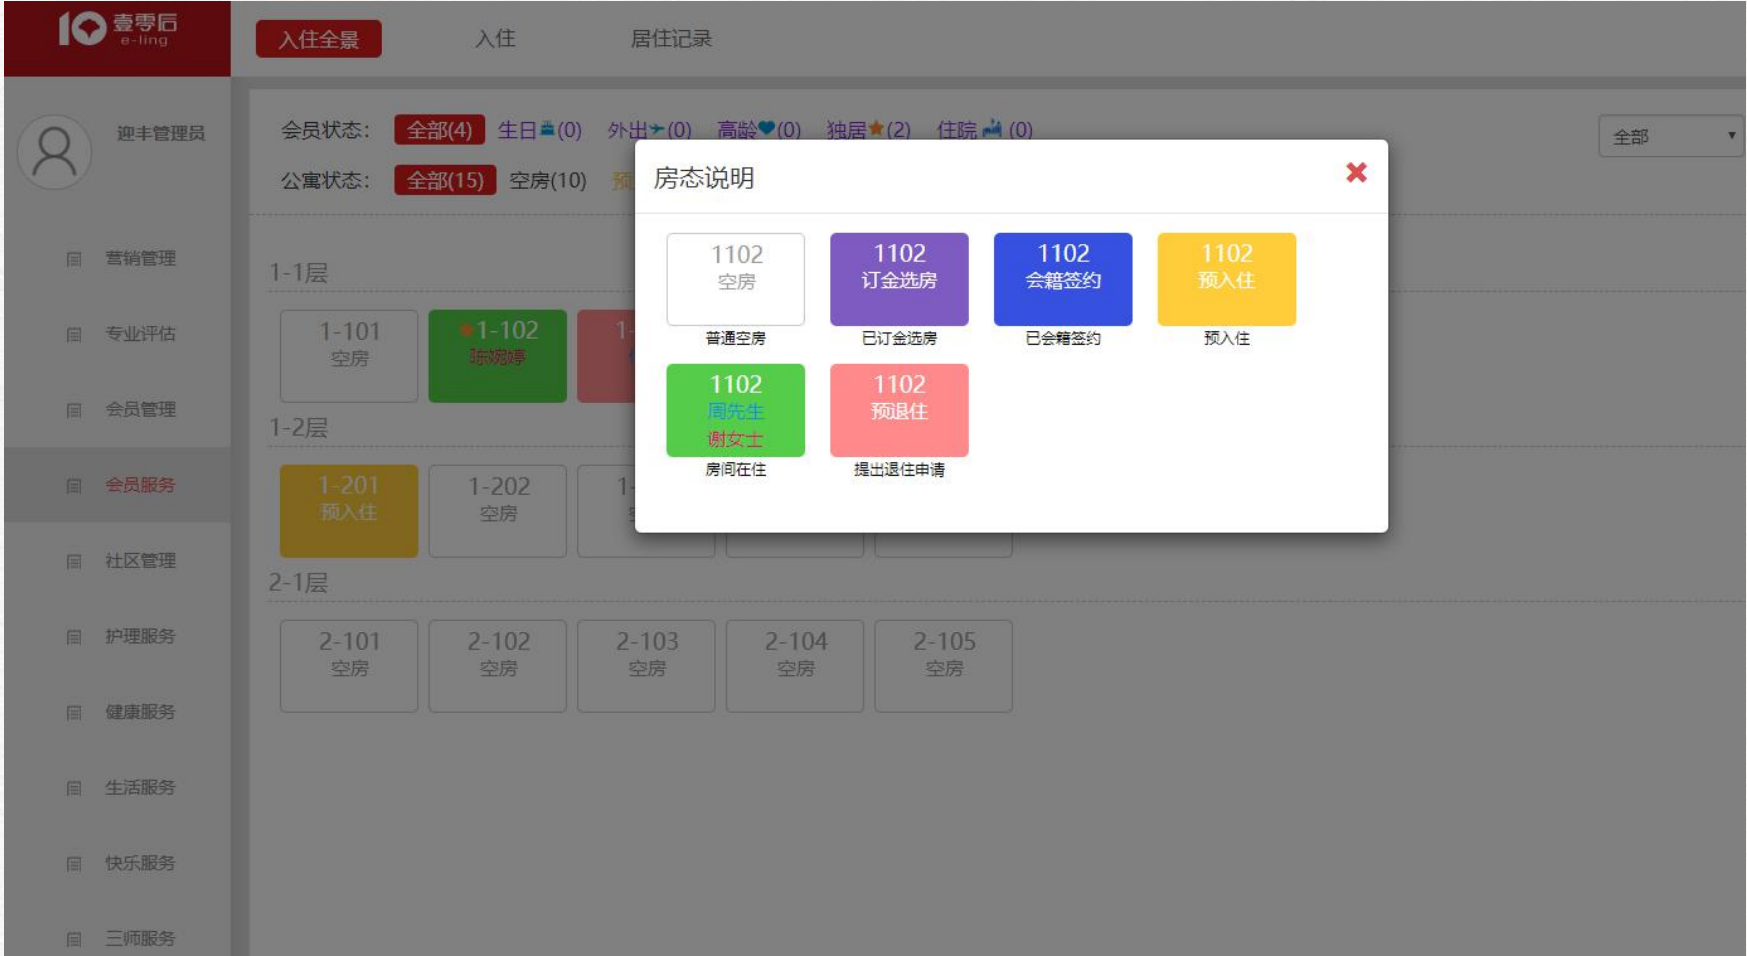 壹零后
e-ling
入住全景
入住
居住记录
迎丰管理员
会员状态：
全部(4)
生日(0)
外出(0)
高龄(0)
独居(2)
住院(0)
全部
公寓状态：
全部(15)
空房(10)
预
营销管理
专业评估
会员管理
会员服务
社区管理
护理服务
健康服务
生活服务
快乐服务
三师服务
1-1层
1-101
空房
1-102
陈婉婷
1-
1-2层
1-201
预入住
1-202
空房
1-
2-1层
2-101
空房
2-102
空房
2-103
空房
2-104
空房
2-105
空房
房态说明
1102
空房
普通空房
1102
订金选房
已订金选房
1102
会籍签约
已会籍签约
1102
预入住
预入住
1102
周先生
谢女士
房间在住
1102
预退住
提出退住申请